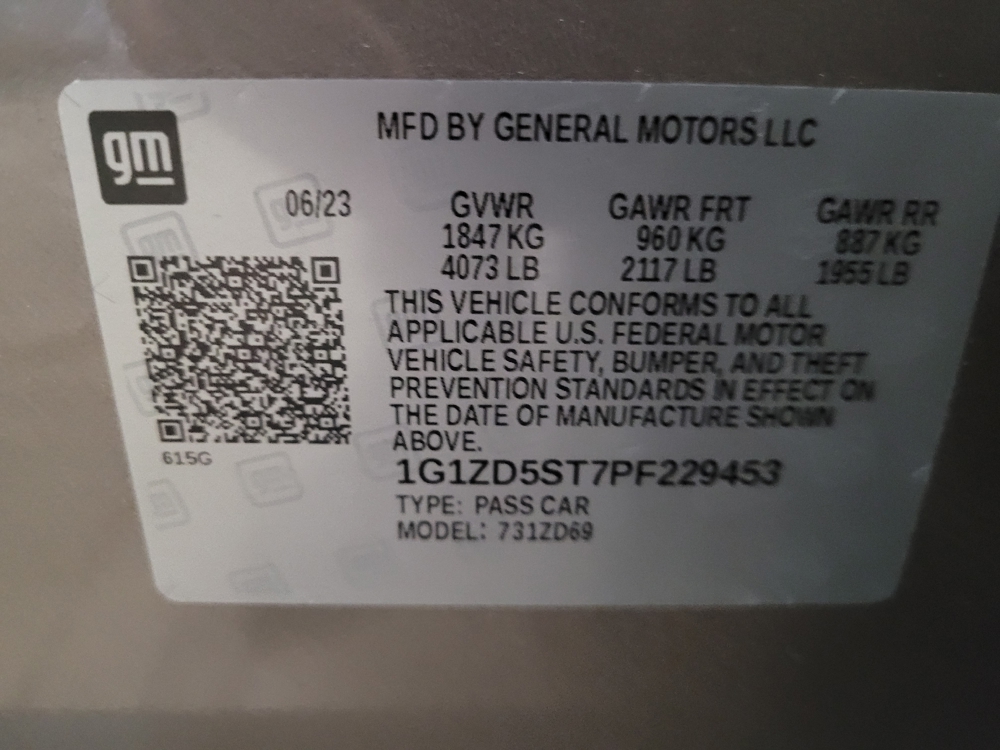 gm
MFD BY GENERAL MOTORS LLC
06/23 GVWR GAWR FRT GAWR RR
1847 KG 960 KG 887 KG
4073 LB 2117 LB 1955 LB
THIS VEHICLE CONFORMS TO ALL
APPLICABLE U.S. FEDERAL MOTOR
VEHICLE SAFETY, BUMPER, AND THEFT
PREVENTION STANDARDS IN EFFECT ON
THE DATE OF MANUFACTURE SHOWN
ABOVE.
615G
1G1ZD5ST7PF229453
TYPE: PASS CAR
MODEL: 731ZD69